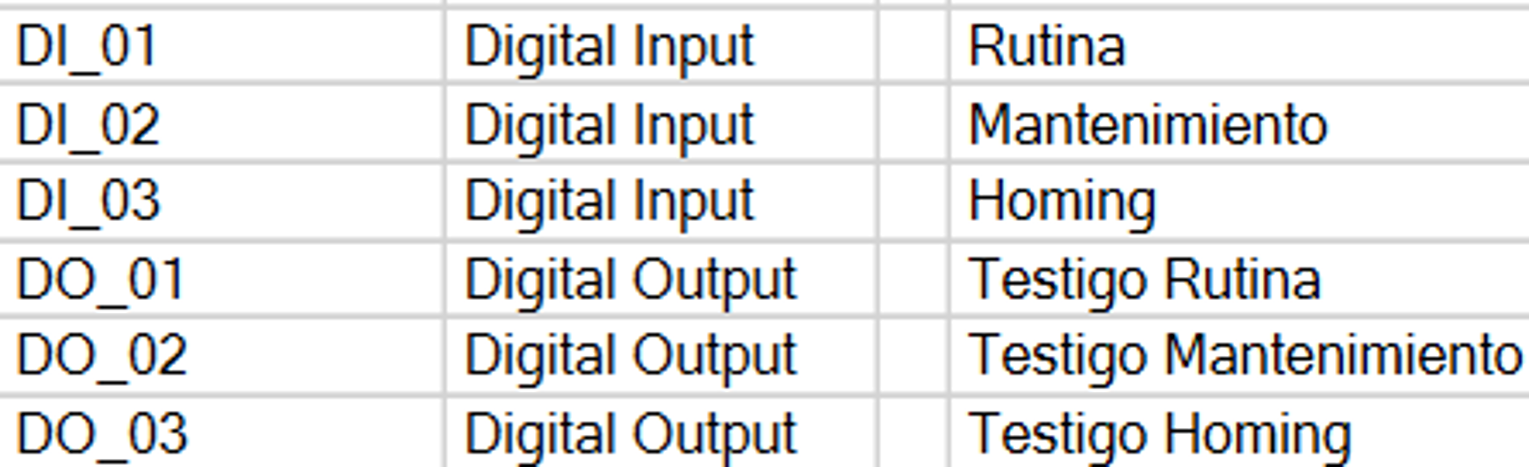 DI_01 Digital Input Rutina
DI_02 Digital Input Mantenimiento
DI_03 Digital Input Homing
DO_01 Digital Output Testigo Rutina
DO_02 Digital Output Testigo Mantenimiento
DO_03 Digital Output Testigo Homing